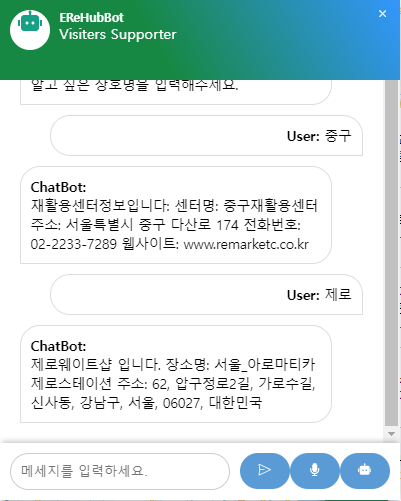 EReHubBot
Visiters Supporter
알고 싶은 상호명을 입력해주세요.
User: 중구
ChatBot:
재활용센터정보입니다: 센터명: 중구재활용센터
주소: 서울특별시 중구 다산로 174 전화번호:
02-2233-7289 웹사이트: www.remarketc.co.kr
User: 제로
ChatBot:
제로웨이트샵 입니다. 장소명: 서울_아로마티카
제로스테이션 주소: 62, 압구정로2길, 가로수길,
신사동, 강남구, 서울, 06027, 대한민국
메세지를 입력하세요.